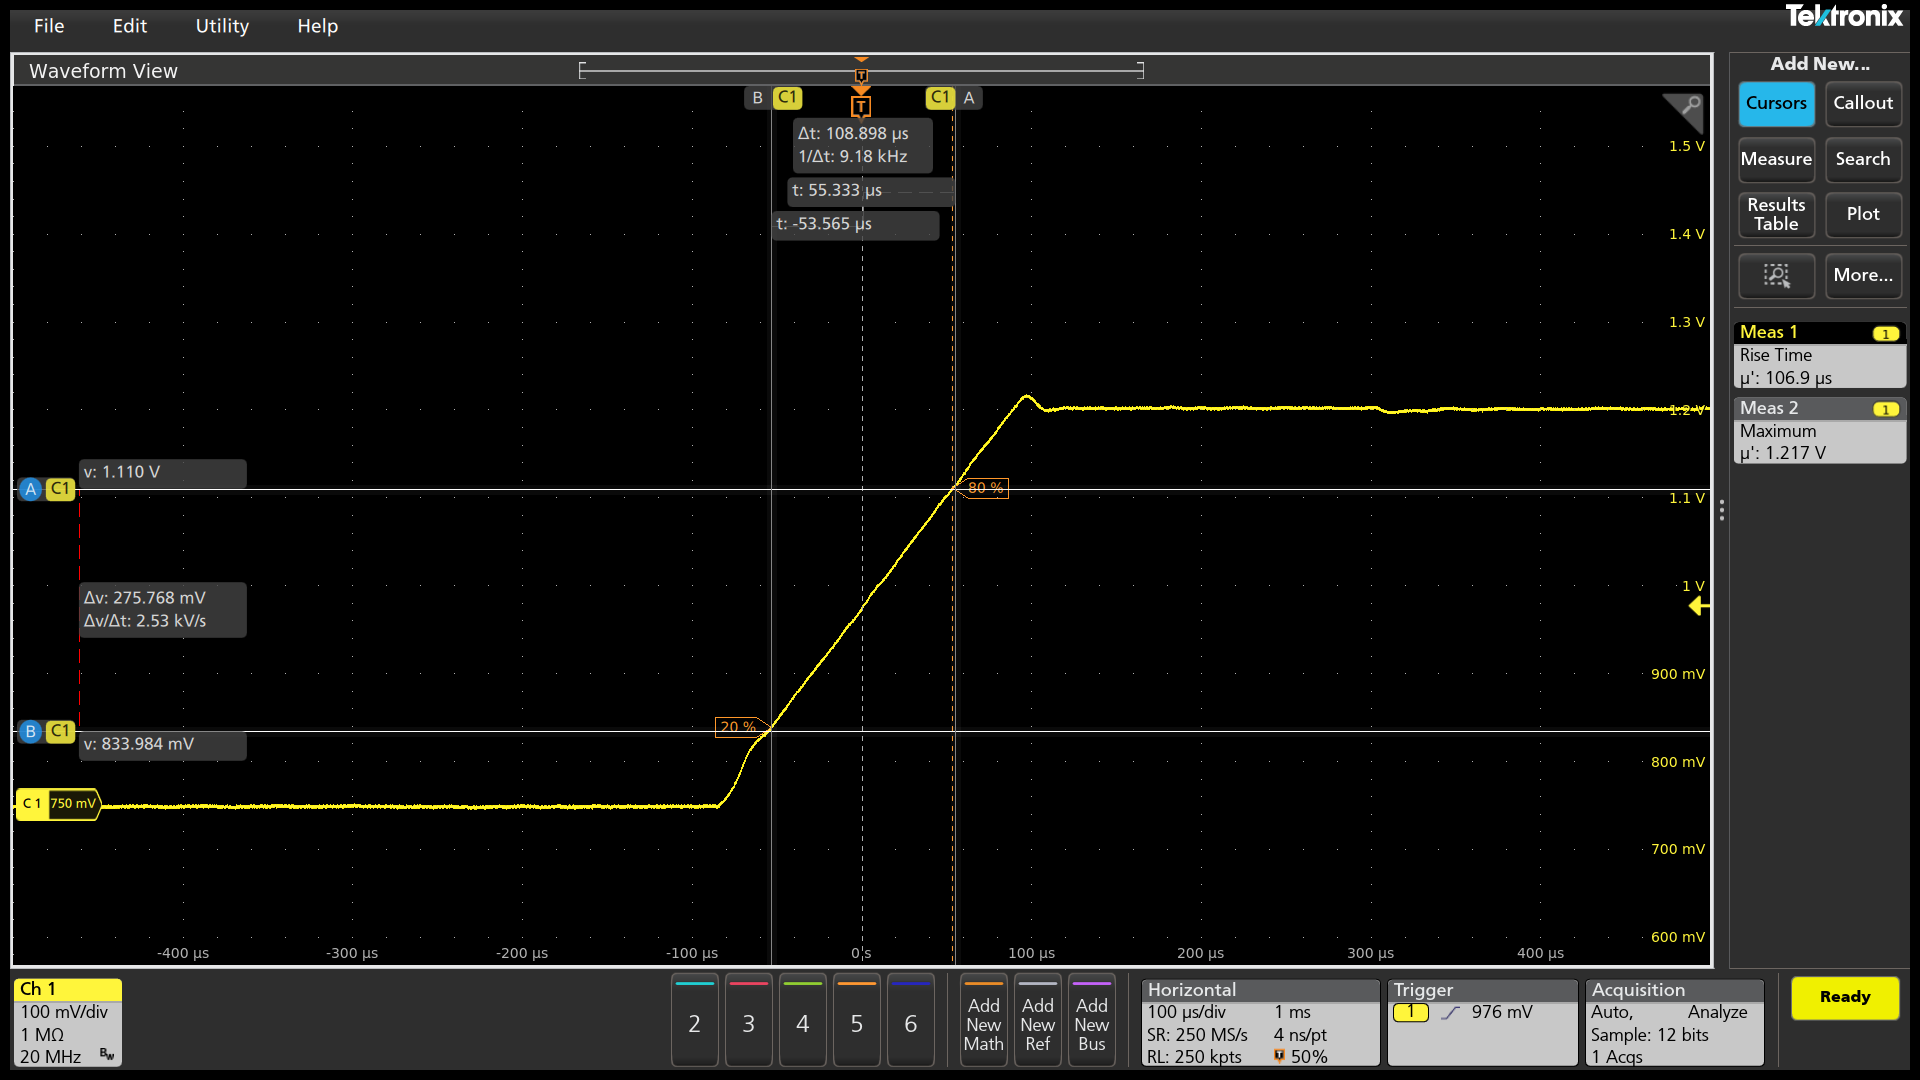 File Edit Utility Help
Tektronix
Waveform View
T
Add New...
B C1 T C1 A
Cursors Callout
Δt: 108.898 µs
1/Δt: 9.18 kHz
1.5 V
Measure Search
t: 55.333 µs
t: -53.565 µs
Results Table Plot
1.4 V
More...
1.3 V
Meas 1 1
Rise Time
µ': 106.9 µs
1.2 V
Meas 2 1
Maximum
µ': 1.217 V
v: 1.110 V
A C1
80 %
1.1 V
1 V
Δv: 275.768 mV
Δv/Δt: 2.53 kV/s
900 mV
20 %
B C1
v: 833.984 mV
800 mV
C 1 750 mV
700 mV
600 mV
-400 µs -300 µs -200 µs -100 µs 0 s 100 µs 200 µs 300 µs 400 µs
Ch 1
100 mV/div
1 MΩ
20 MHz BW
2 3 4 5 6
Add New Math
Add New Ref
Add New Bus
Horizontal
100 µs/div 1 ms
SR: 250 MS/s 4 ns/pt
RL: 250 kpts T 50%
Trigger
1 976 mV
Acquisition
Auto, Analyze
Sample: 12 bits
1 Acqs
Ready